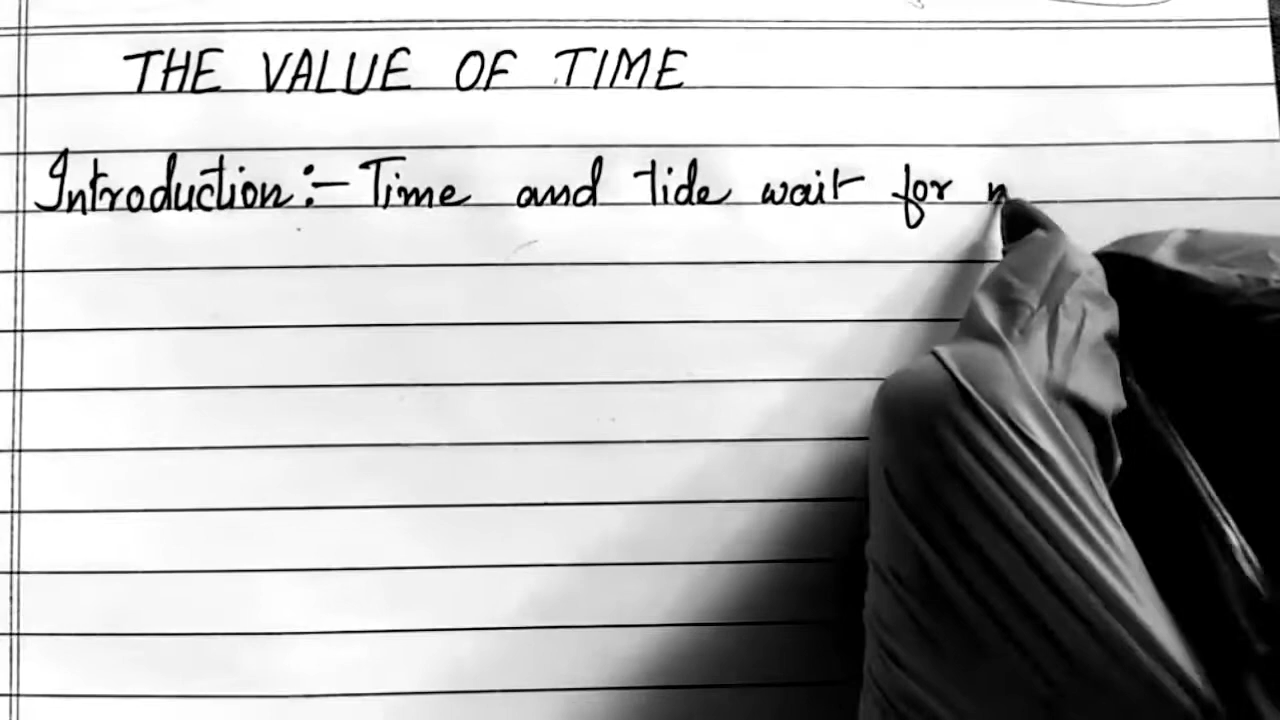 THE VALUE OF TIME
Introduction:- Time and tide wait for n